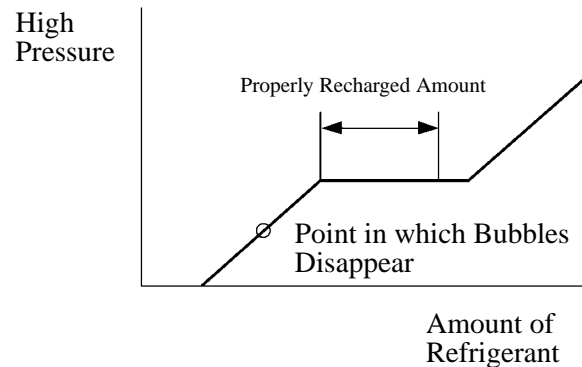 High
Pressure
Properly Recharged Amount
Point in which Bubbles
Disappear
Amount of
Refrigerant